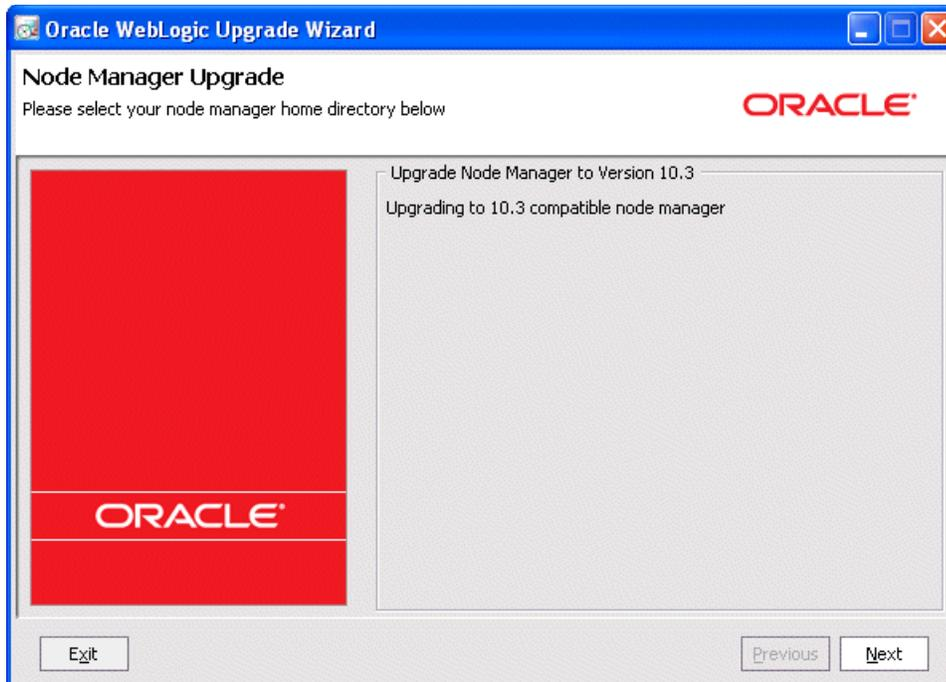 Oracle WebLogic Upgrade Wizard
Node Manager Upgrade
Please select your node manager home directory below
ORACLE
Upgrade Node Manager to Version 10.3
Upgrading to 10.3 compatible node manager
ORACLE
Exit
Previous
Next